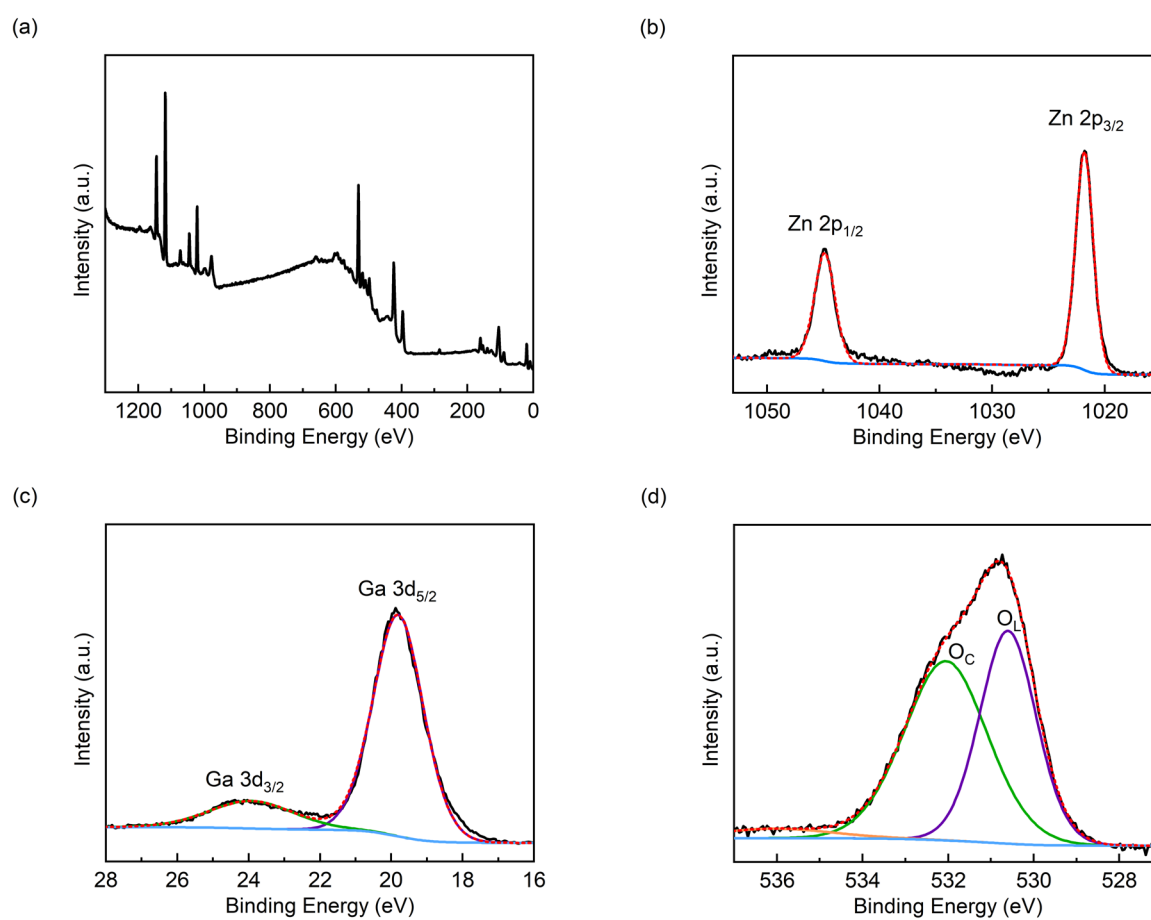 (a)
Intensity (a.u.)
1200 1000 800 600 400 200 0
Binding Energy (eV)
(b)
Intensity (a.u.)
Zn 2p1/2
Zn 2p3/2
1050 1040 1030 1020
Binding Energy (eV)
(c)
Intensity (a.u.)
Ga 3d3/2
Ga 3d5/2
28 26 24 22 20 18 16
Binding Energy (eV)
(d)
Intensity (a.u.)
OC
OL
536 534 532 530 528
Binding Energy (eV)